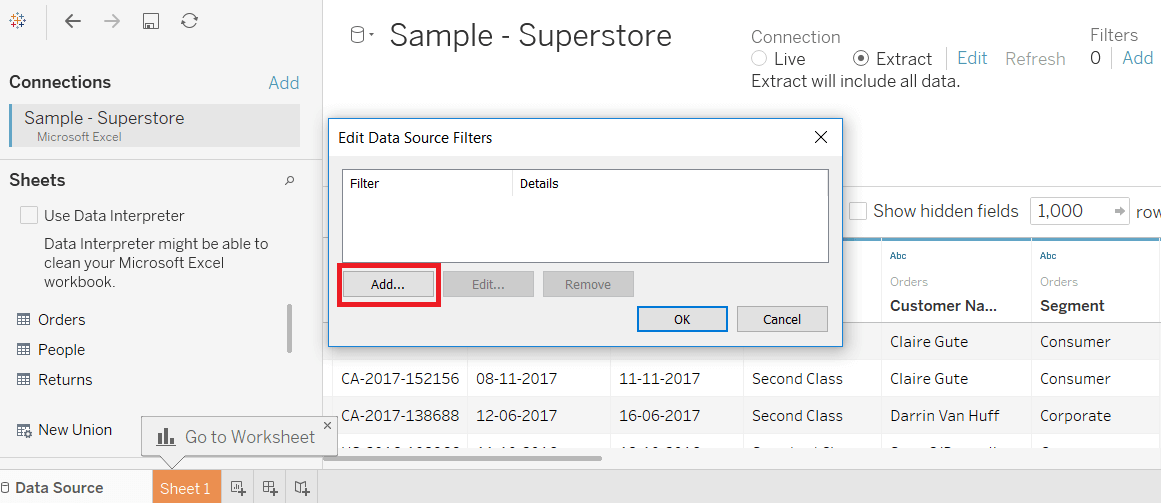 Sample - Superstore
Connection
Live
Extract
Edit
Refresh
Extract will include all data.
Filters
0
Add
Connections
Add
Sample - Superstore
Microsoft Excel
Sheets
Use Data Interpreter
Data Interpreter might be able to
clean your Microsoft Excel
workbook.
Orders
People
Returns
New Union
Edit Data Source Filters
Filter
Details
Add...
Edit...
Remove
OK
Cancel
Show hidden fields
1,000
Abc
Orders
Customer Na...
Abc
Orders
Segment
Claire Gute
Consumer
CA-2017-152156
08-11-2017
11-11-2017
Second Class
Claire Gute
Consumer
CA-2017-138688
12-06-2017
16-06-2017
Second Class
Darrin Van Huff
Corporate
Go to Worksheet
Data Source
Sheet 1